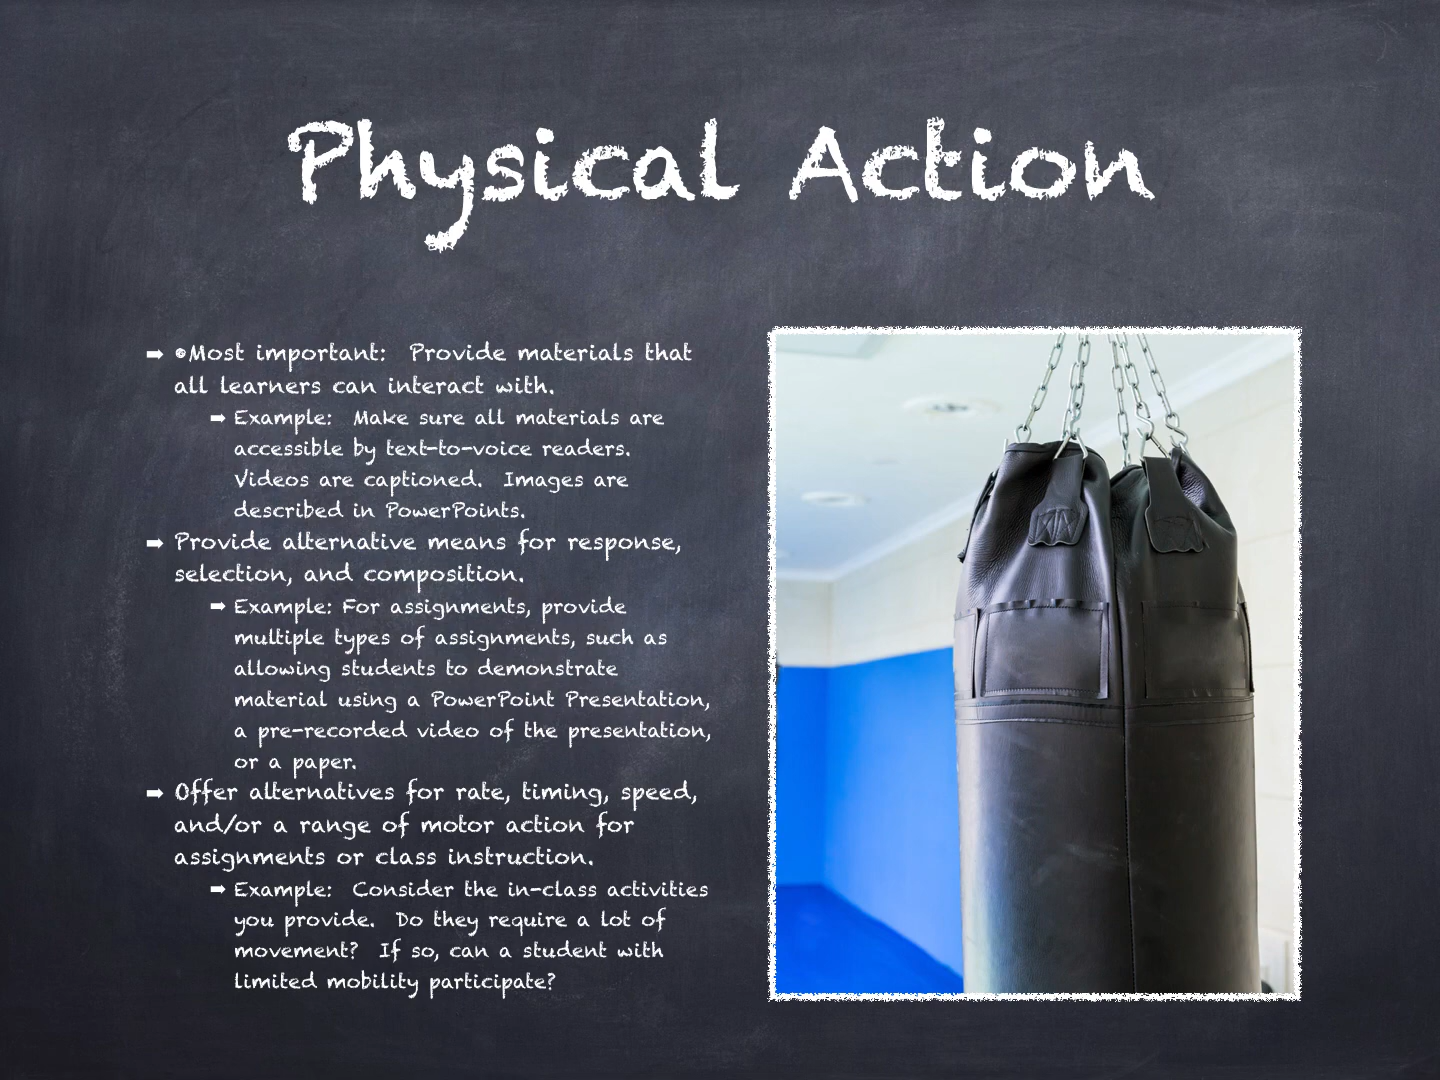 Physical Action
➡ •Most important:  Provide materials that
all learners can interact with.
➡ Example:  Make sure all materials are
accessible by text-to-voice readers.
Videos are captioned.  Images are
described in PowerPoints.
➡ Provide alternative means for response,
selection, and composition.
➡ Example: For assignments, provide
multiple types of assignments, such as
allowing students to demonstrate
material using a PowerPoint Presentation,
a pre-recorded video of the presentation,
or a paper.
➡ Offer alternatives for rate, timing, speed,
and/or a range of motor action for
assignments or class instruction.
➡ Example:  Consider the in-class activities
you provide.  Do they require a lot of
movement?  If so, can a student with
limited mobility participate?